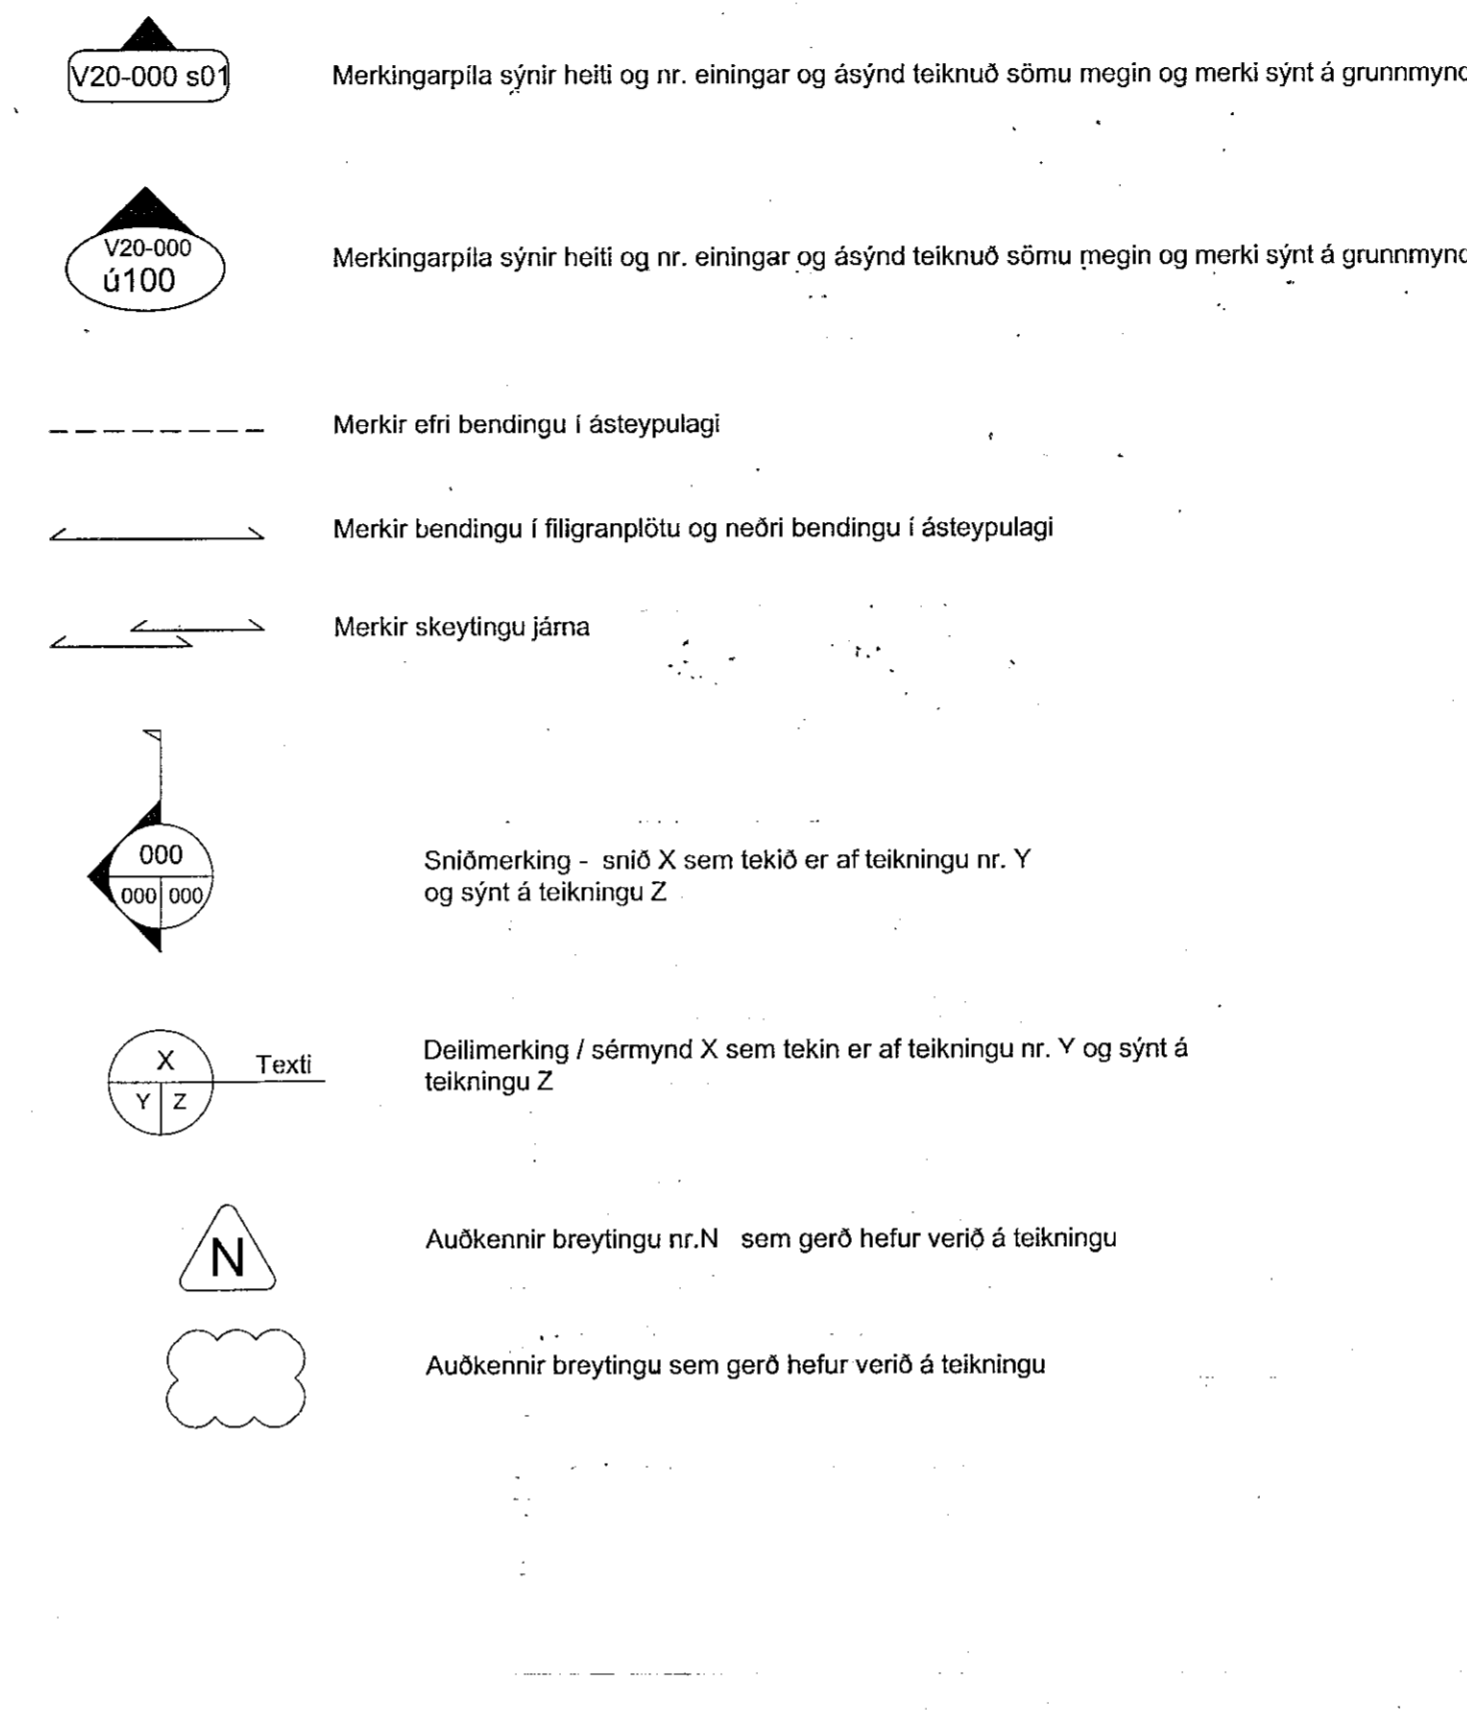 V20-000 s01 Merkingarpíla sýnir heiti og nr. einingar og ásýnd teiknuð sömu megin og merki sýnt á grunnmynd
V20-000
ú100
Merkingarpíla sýnir heiti og nr. einingar og ásýnd teiknuð sömu megin og merki sýnt á grunnmynd
Merkir efri bendingu í ásteypulagi
Merkir bendingu í filigranplötu og neðri bendingu í ásteypulagi
Merkir skeytingu járna
000
000 000
Sniðmerking - snið X sem tekið er af teikningu nr. Y
og sýnt á teikningu Z
X
Y Z
Texti
Deilimerking / sérmynd X sem tekin er af teikningu nr. Y og sýnt á
teikningu Z
N
Auðkennir breytingu nr.N sem gerð hefur verið á teikningu
Auðkennir breytingu sem gerð hefur verið á teikningu